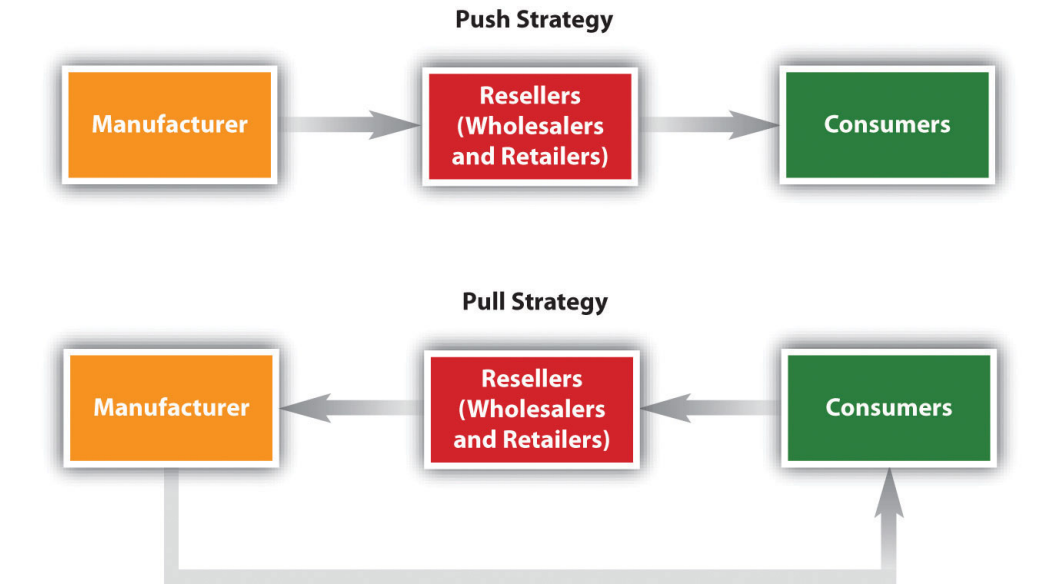 Push Strategy
Manufacturer
Resellers
(Wholesalers
and Retailers)
Consumers
Pull Strategy
Manufacturer
Resellers
(Wholesalers
and Retailers)
Consumers